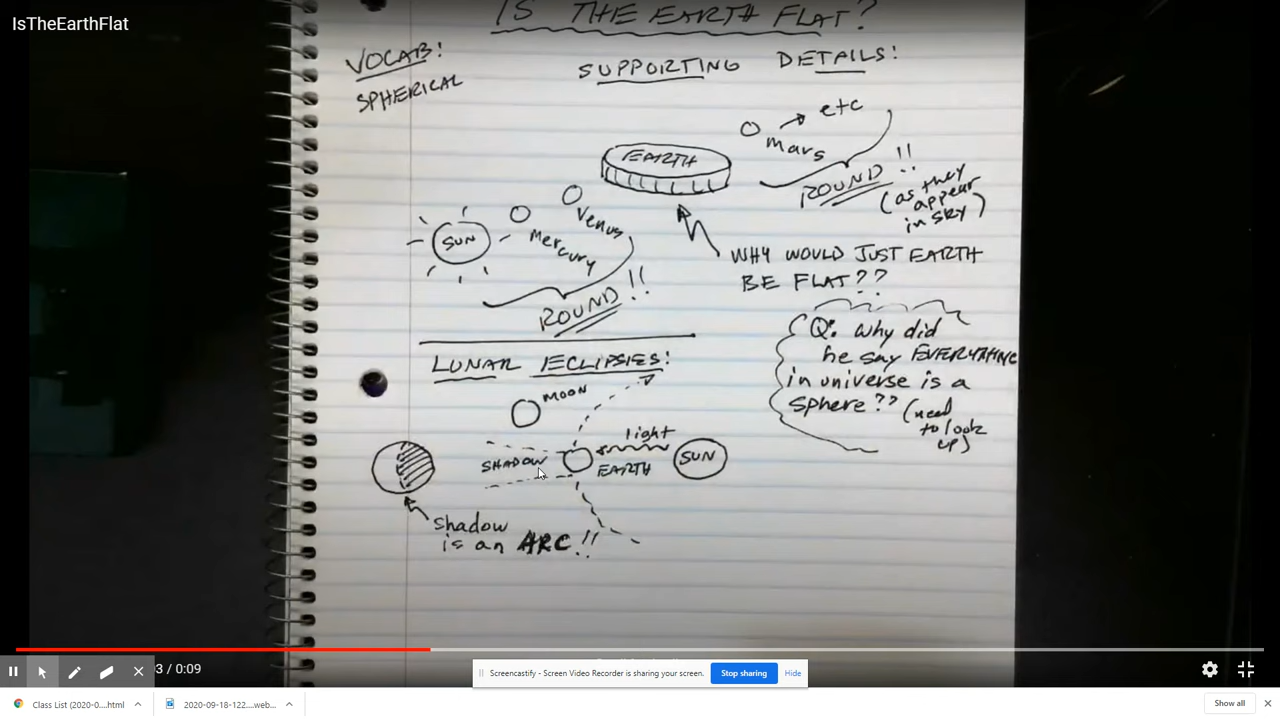 IsTheEarthFlat
IS THE EARTH FLAT?
VOCAB:
SPHERICAL
SUPPORTING DETAILS:
EARTH
Mars → etc
ROUND!!
(as they
appear
in sky)
SUN
Mercury
Venus
ROUND!!
WHY WOULD JUST EARTH
BE FLAT??
Q: why did
he say EVERYTHING
in universe is a
sphere?? (need
to look
up)
LUNAR ECLIPSIES:
MOON
light
SHADOW
EARTH
SUN
shadow
is an ARC!!
3 / 0:09
Screencastify - Screen Video Recorder is sharing your screen.
Stop sharing
Hide
Class List (2020-0....html
2020-09-18-122....web...
Show all